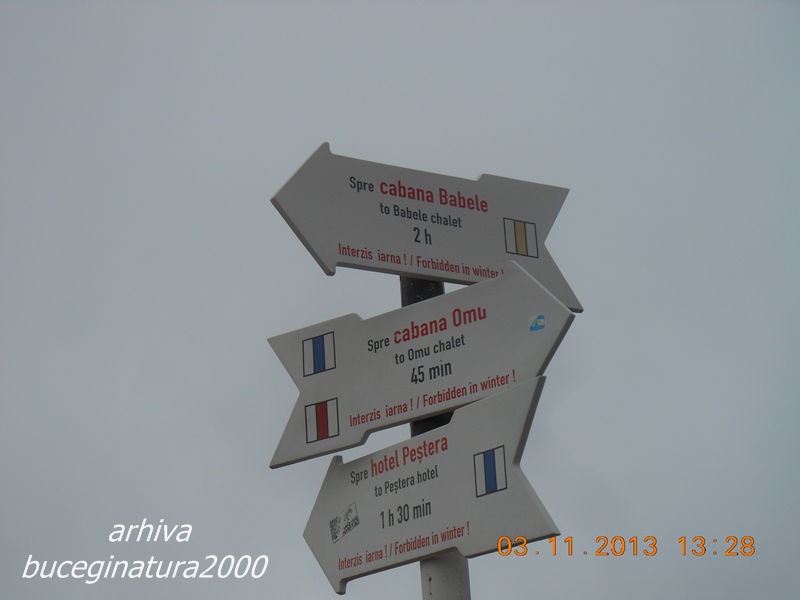 Spre cabana Babele
to Babele chalet
2 h
Interzis iarna ! / Forbidden in winter !
Spre cabana Omu
to Omu chalet
45 min
Interzis iarna ! / Forbidden in winter !
Spre hotel Peștera
to Peștera hotel
1 h 30 min
Interzis iarna ! / Forbidden in winter !
03.11.2013 13:28
arhiva
buceginatura2000